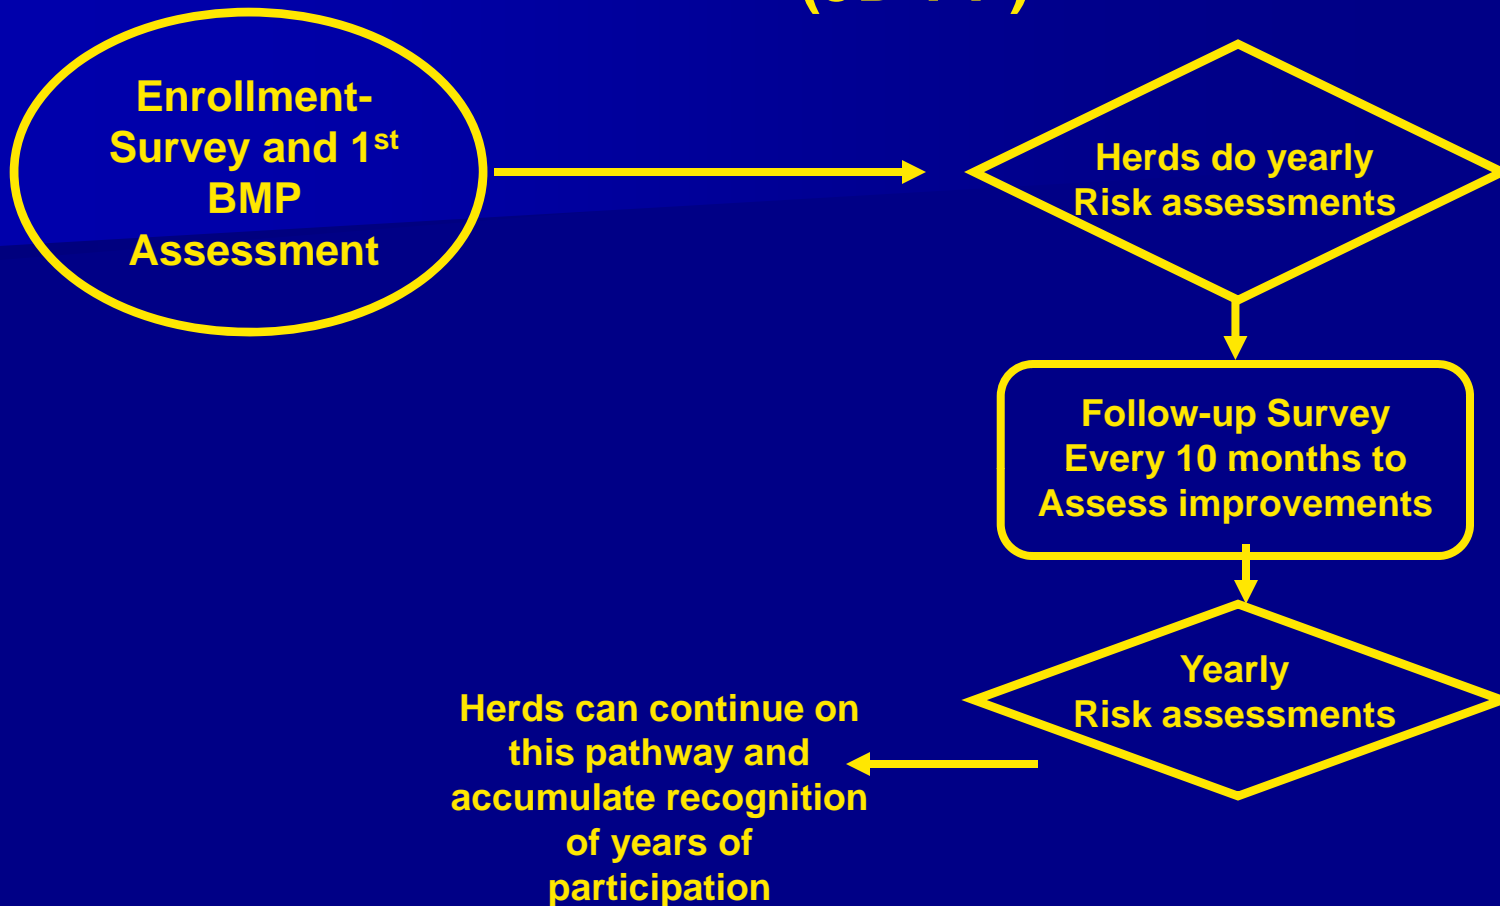 Enrollment-
Survey and 1st
BMP
Assessment
Herds do yearly
Risk assessments
Follow-up Survey
Every 10 months to
Assess improvements
Yearly
Risk assessments
Herds can continue on
this pathway and
accumulate recognition
of years of
participation